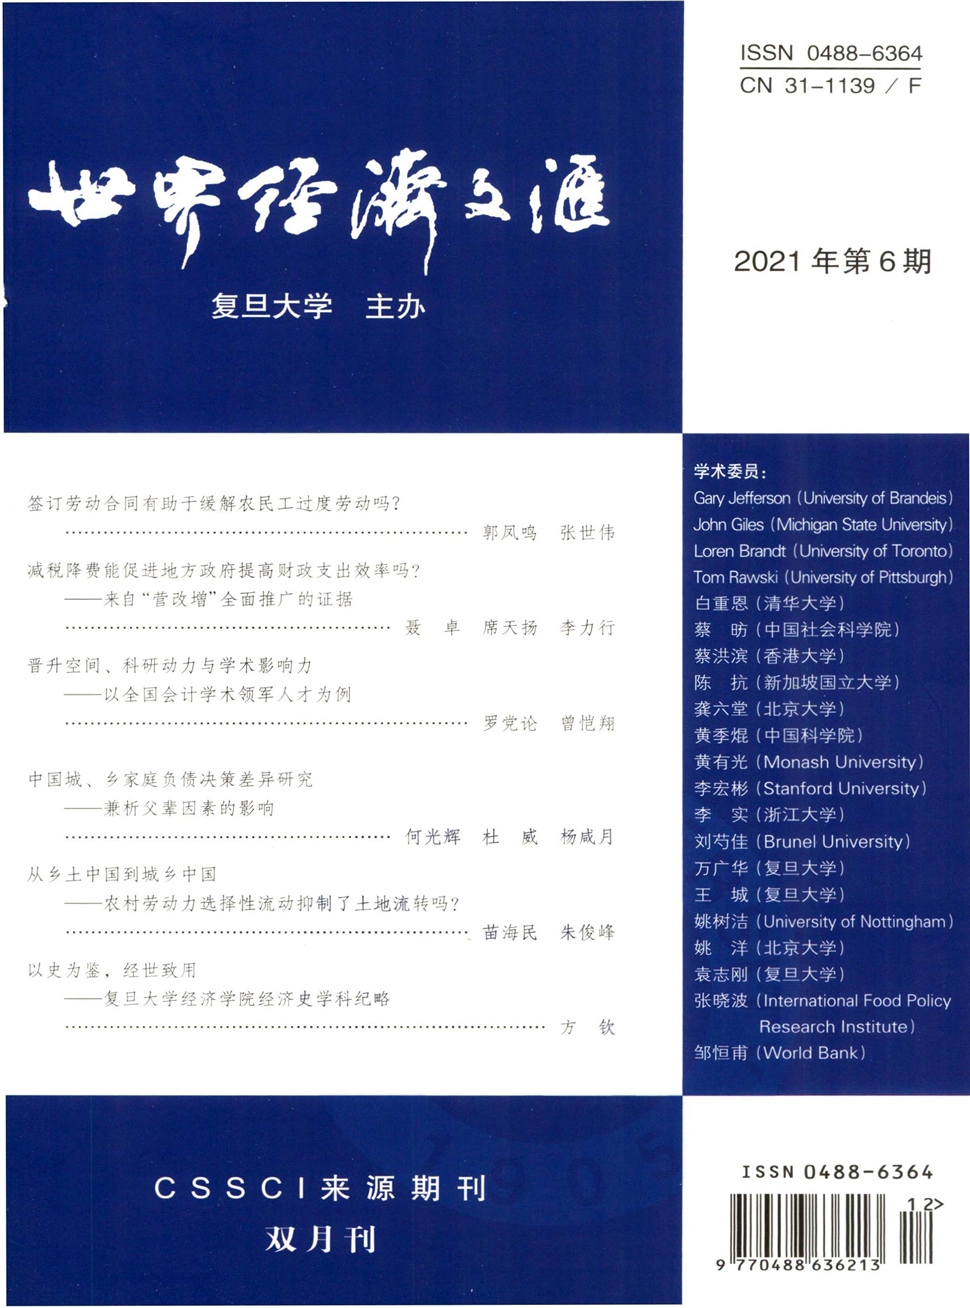 ISSN 0488-6364
CN 31-1139 / F
世界经济文汇
复旦大学 主办
2021年第6期
签订劳动合同有助于缓解农民工过度劳动吗?
郭凤鸣 张世伟
减税降费能促进地方政府提高财政支出效率吗?
——来自“营改增”全面推广的证据
聂 卓 席天扬 李力行
晋升空间、科研动力与学术影响力
——以全国会计学术领军人才为例
罗党论 曾恺翔
中国城、乡家庭负债决策差异研究
——兼析父辈因素的影响
何光辉 杜 威 杨咸月
从乡土中国到城乡中国
——农村劳动力选择性流动抑制了土地流转吗?
苗海民 朱俊峰
以史为鉴，经世致用
——复旦大学经济学院经济史学科纪略
方 钦
学术委员：
Gary Jefferson (University of Brandeis)
John Giles (Michigan State University)
Loren Brandt (University of Toronto)
Tom Rawski (University of Pittsburgh)
白重恩 (清华大学)
蔡 昉 (中国社会科学院)
蔡洪滨 (香港大学)
陈 抗 (新加坡国立大学)
龚六堂 (北京大学)
黄季焜 (中国科学院)
黄有光 (Monash University)
李宏彬 (Stanford University)
李 实 (浙江大学)
刘芍佳 (Brunel University)
万广华 (复旦大学)
王 城 (复旦大学)
姚树洁 (University of Nottingham)
姚 洋 (北京大学)
袁志刚 (复旦大学)
张晓波 (International Food Policy
Research Institute)
邹恒甫 (World Bank)
1905
CSSCI来源期刊
双月刊
ISSN 0488-6364
12>
9 770488 636213